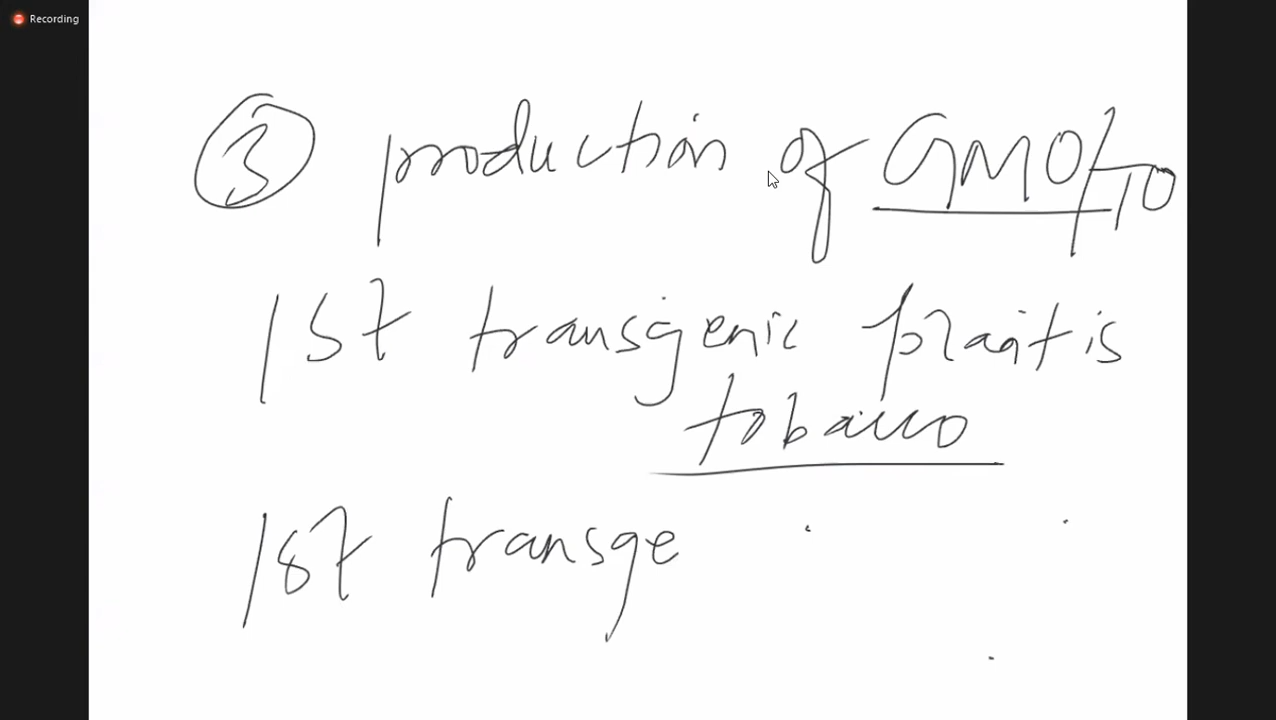 Recording
③ production of GMO/TO
1st transgenic plant is
tobacco
1st transge